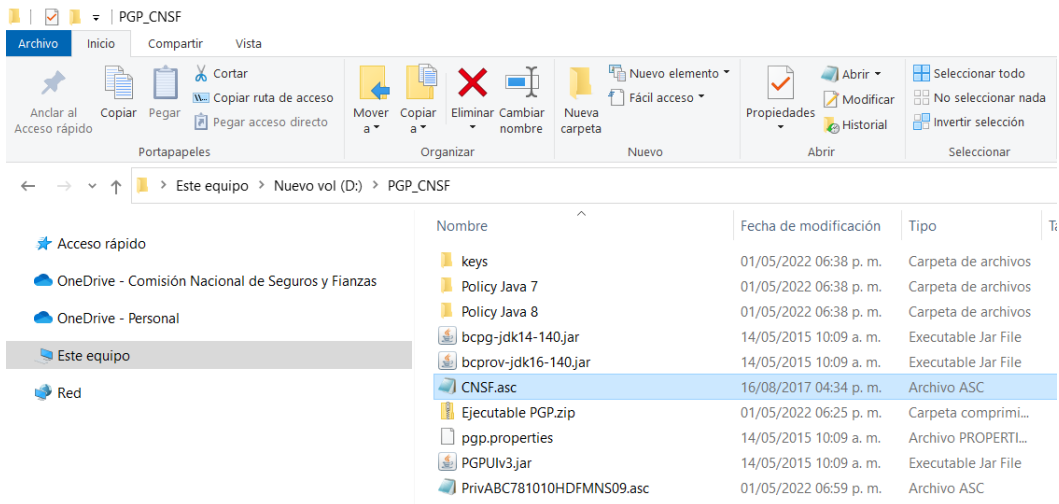 PGP_CNSF
Archivo Inicio Compartir Vista
Anclar al Acceso rápido
Copiar
Pegar
Cortar
Copiar ruta de acceso
Pegar acceso directo
Portapapeles
Mover a
Copiar a
Eliminar
Cambiar nombre
Organizar
Nueva carpeta
Nuevo elemento
Fácil acceso
Nuevo
Propiedades
Abrir
Modificar
Historial
Abrir
Seleccionar todo
No seleccionar nada
Invertir selección
Seleccionar
Este equipo > Nuevo vol (D:) > PGP_CNSF
Acceso rápido
OneDrive - Comisión Nacional de Seguros y Fianzas
OneDrive - Personal
Este equipo
Red
Nombre Fecha de modificación Tipo
keys 01/05/2022 06:38 p. m. Carpeta de archivos
Policy Java 7 01/05/2022 06:38 p. m. Carpeta de archivos
Policy Java 8 01/05/2022 06:38 p. m. Carpeta de archivos
bcpg-jdk14-140.jar 14/05/2015 10:09 a. m. Executable Jar File
bcprov-jdk16-140.jar 14/05/2015 10:09 a. m. Executable Jar File
CNSF.asc 16/08/2017 04:34 p. m. Archivo ASC
Ejecutable PGP.zip 01/05/2022 06:25 p. m. Carpeta comprimi...
pgp.properties 14/05/2015 10:09 a. m. Archivo PROPERTI...
PGPUIv3.jar 14/05/2015 10:09 a. m. Executable Jar File
PrivABC781010HDFMNS09.asc 01/05/2022 06:59 p. m. Archivo ASC